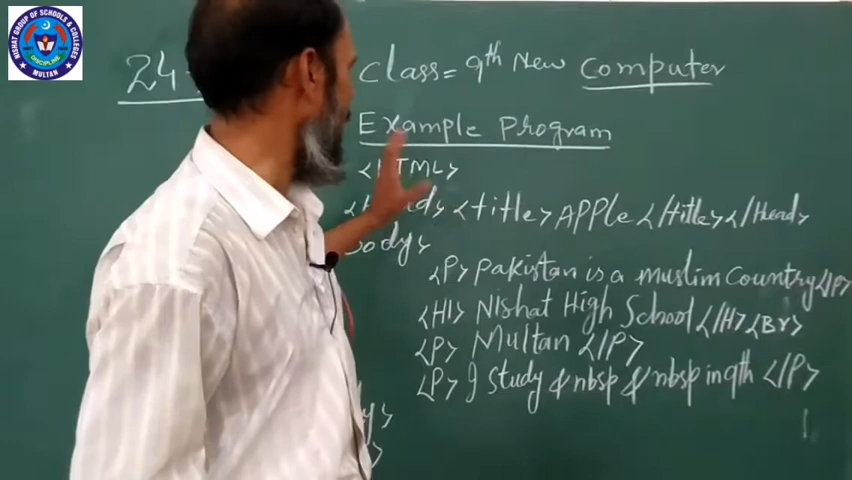 NISHAT GROUP OF SCHOOLS & COLLEGES
DISCIPLINE
MULTAN
24
Class = 9th New Computer
Example Program
<HTML>
<title>APPLE</title></Head>
ody>
<P>Pakistan is a muslim Country</P>
<H1> Nishat High School</H1><Br>
<P> Multan </P>
<P> I Study &nbsp &nbsp in 9th </P>
y>
>